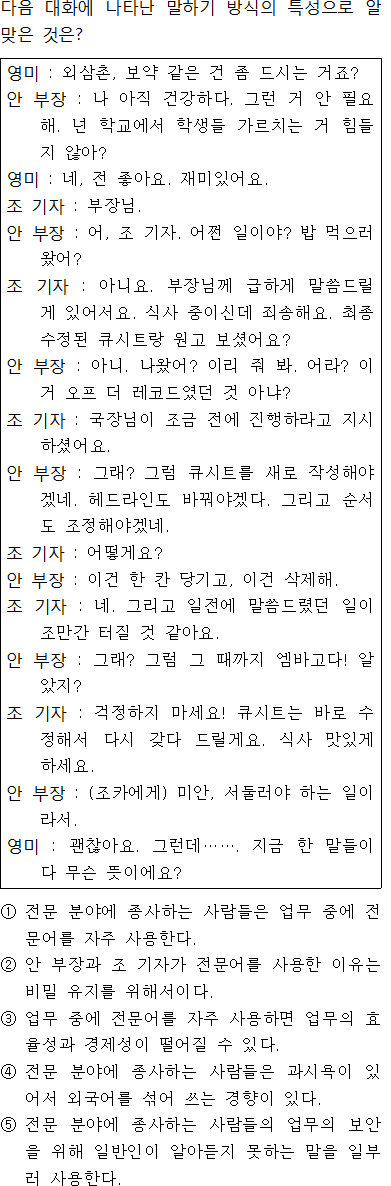 다음 대화에 나타난 말하기 방식의 특성으로 알
맞은 것은?
영미 : 외삼촌, 보약 같은 건 좀 드시는 거죠?
안 부장 : 나 아직 건강하다. 그런 거 안 필요
해. 넌 학교에서 학생들 가르치는 거 힘들
지 않아?
영미 : 네, 전 좋아요. 재미있어요.
조 기자 : 부장님.
안 부장 : 어, 조 기자. 어쩐 일이야? 밥 먹으러
왔어?
조 기자 : 아니요. 부장님께 급하게 말씀드릴
게 있어서요. 식사 중이신데 죄송해요. 최종
수정된 큐시트랑 원고 보셨어요?
안 부장 : 아니. 나왔어? 이리 줘 봐. 어라? 이
거 오프 더 레코드였던 것 아냐?
조 기자 : 국장님이 조금 전에 진행하라고 지시
하셨어요.
안 부장 : 그래? 그럼 큐시트를 새로 작성해야
겠네. 헤드라인도 바꿔야겠다. 그리고 순서
도 조정해야겠네.
조 기자 : 어떻게요?
안 부장 : 이건 한 칸 당기고, 이건 삭제해.
조 기자 : 네. 그리고 일전에 말씀드렸던 일이
조만간 터질 것 같아요.
안 부장 : 그래? 그럼 그 때까지 엠바고다! 알
았지?
조 기자 : 걱정하지 마세요! 큐시트는 바로 수
정해서 다시 갖다 드릴게요. 식사 맛있게
하세요.
안 부장 : (조카에게) 미안, 서둘러야 하는 일이
라서.
영미 : 괜찮아요. 그런데……. 지금 한 말들이
다 무슨 뜻이에요?
① 전문 분야에 종사하는 사람들은 업무 중에 전
문어를 자주 사용한다.
② 안 부장과 조 기자가 전문어를 사용한 이유는
비밀 유지를 위해서이다.
③ 업무 중에 전문어를 자주 사용하면 업무의 효
율성과 경제성이 떨어질 수 있다.
④ 전문 분야에 종사하는 사람들은 과시욕이 있
어서 외국어를 섞어 쓰는 경향이 있다.
⑤ 전문 분야에 종사하는 사람들의 업무의 보안
을 위해 일반인이 알아듣지 못하는 말을 일부
러 사용한다.